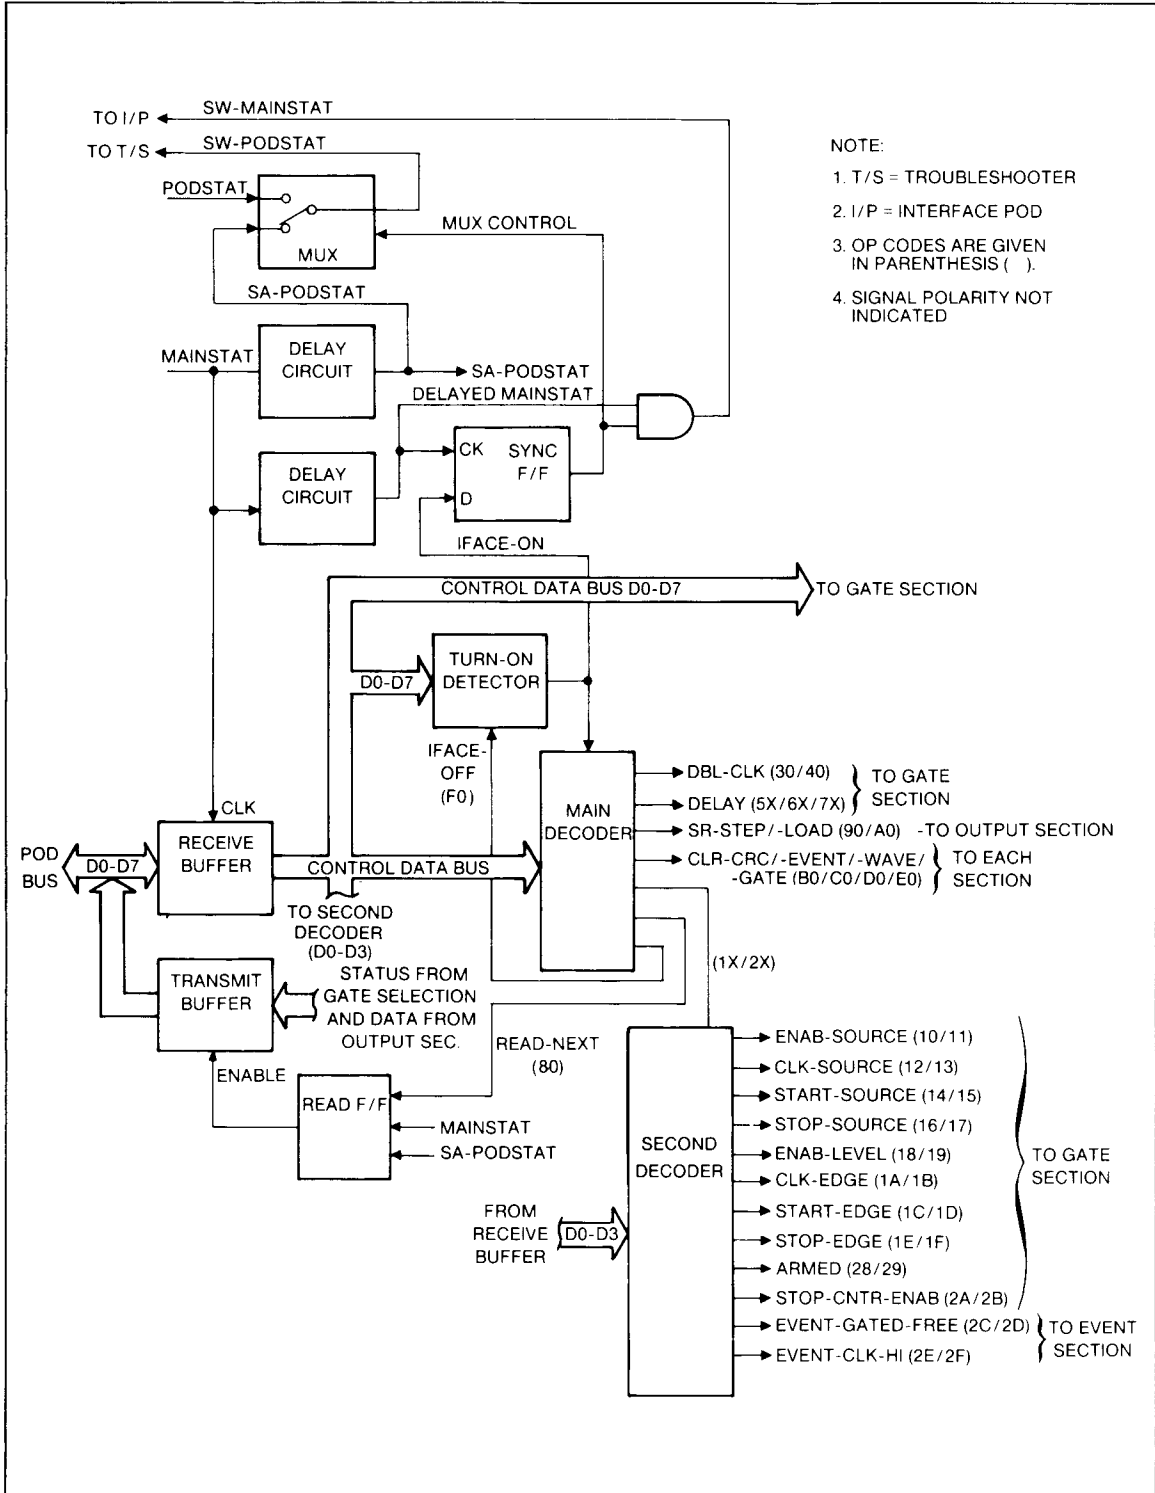 TO I/P
SW-MAINSTAT
TO T/S
SW-PODSTAT
PODSTAT
MUX
MUX CONTROL
SA-PODSTAT
NOTE:
1. T/S = TROUBLESHOOTER
2. I/P = INTERFACE POD
3. OP CODES ARE GIVEN
IN PARENTHESIS ( ).
4. SIGNAL POLARITY NOT
INDICATED
MAINSTAT
DELAY
CIRCUIT
SA-PODSTAT
DELAYED MAINSTAT
DELAY
CIRCUIT
CK
SYNC
F/F
D
IFACE-ON
CONTROL DATA BUS D0-D7
TO GATE SECTION
D0-D7
TURN-ON
DETECTOR
IFACE-
OFF
(F0)
CLK
POD
BUS
D0-D7
RECEIVE
BUFFER
CONTROL DATA BUS
MAIN
DECODER
DBL-CLK (30/40)
DELAY (5X/6X/7X)
TO GATE
SECTION
SR-STEP/-LOAD (90/A0)
-TO OUTPUT SECTION
CLR-CRC/-EVENT/-WAVE/
-GATE (B0/C0/D0/E0)
TO EACH
SECTION
TO SECOND
DECODER
(D0-D3)
(1X/2X)
TRANSMIT
BUFFER
STATUS FROM
GATE SELECTION
AND DATA FROM
OUTPUT SEC.
ENABLE
READ-NEXT
(80)
READ F/F
MAINSTAT
SA-PODSTAT
FROM
RECEIVE
BUFFER
D0-D3
SECOND
DECODER
ENAB-SOURCE (10/11)
CLK-SOURCE (12/13)
START-SOURCE (14/15)
STOP-SOURCE (16/17)
ENAB-LEVEL (18/19)
CLK-EDGE (1A/1B)
START-EDGE (1C/1D)
STOP-EDGE (1E/1F)
ARMED (28/29)
STOP-CNTR-ENAB (2A/2B)
TO GATE
SECTION
EVENT-GATED-FREE (2C/2D)
EVENT-CLK-HI (2E/2F)
TO EVENT
SECTION